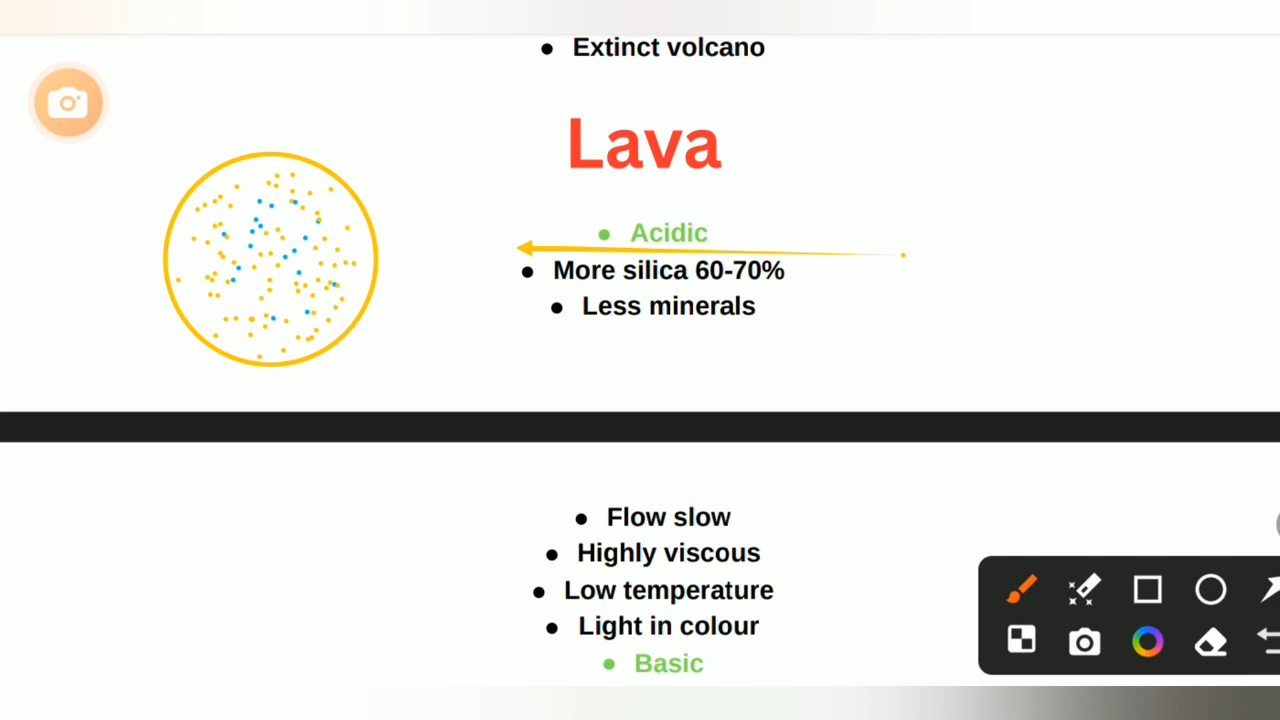 ● Extinct volcano
Lava
● Acidic
● More silica 60-70%
● Less minerals
● Flow slow
● Highly viscous
● Low temperature
● Light in colour
● Basic